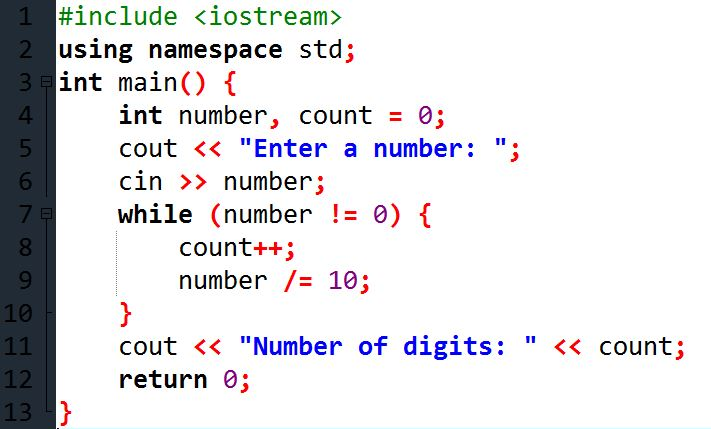 1 #include <iostream>
2 using namespace std;
3 int main() {
4 int number, count = 0;
5 cout << "Enter a number: ";
6 cin >> number;
7 while (number != 0) {
8 count++;
9 number /= 10;
10 }
11 cout << "Number of digits: " << count;
12 return 0;
13 }